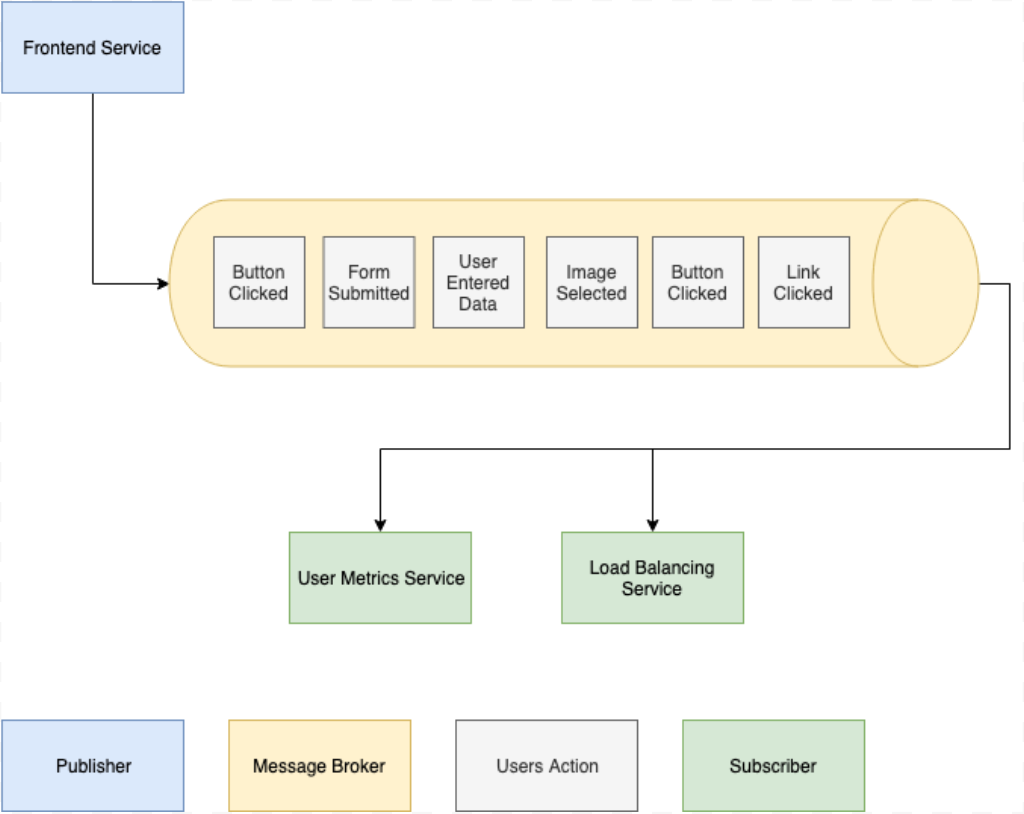 Frontend Service
Button
Clicked
Form
Submitted
User
Entered
Data
Image
Selected
Button
Clicked
Link
Clicked
User Metrics Service
Load Balancing
Service
Publisher
Message Broker
Users Action
Subscriber